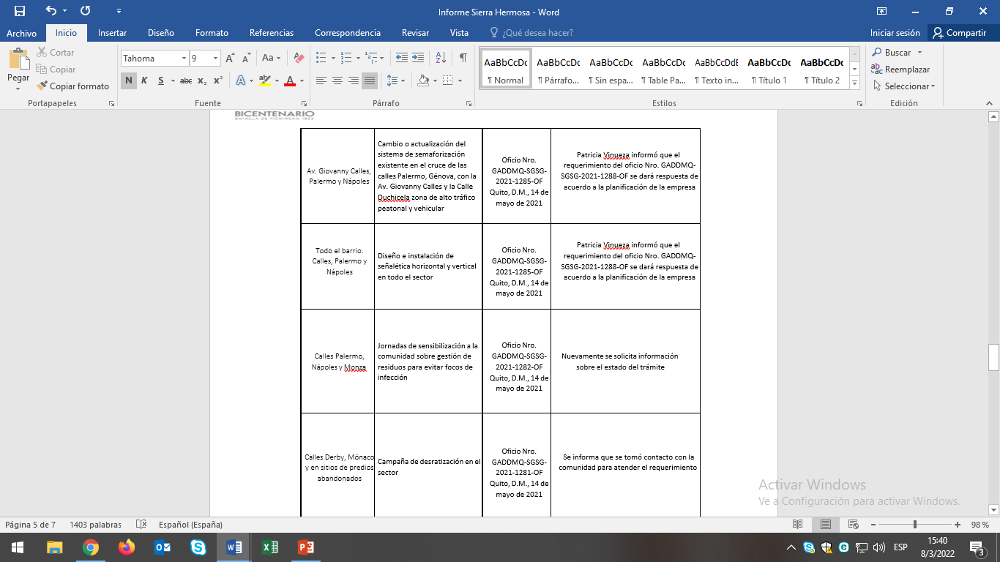 Informe Sierra Hermosa - Word
Archivo
Inicio
Insertar
Diseño
Formato
Referencias
Correspondencia
Revisar
Vista
¿Qué desea hacer?
Iniciar sesión
Compartir
Pegar
Cortar
Copiar
Copiar formato
Portapapeles
Tahoma
9
N K S abc x₂ x²
Fuente
Párrafo
AaBbCcDc
¶ Normal
AaBbCcDc
¶ Párrafo...
AaBbCcDc
¶ Sin espa...
AaBbCcDc
¶ Table Pa...
AaBbCcDdE
¶ Texto in...
AaBbCcDc
¶ Título 1
AaBbCcDc
¶ Título 2
Estilos
Buscar
Reemplazar
Seleccionar
Edición
BICENTENARIO
BATALLA DE PICHINCHA 1822
Av. Giovanny Calles,
Palermo y Nápoles
Cambio o actualización del
sistema de semaforización
existente en el cruce de las
calles Palermo, Génova, con la
Av. Giovanny Calles y la Calle
Duchicela zona de alto tráfico
peatonal y vehicular
Oficio Nro.
GADDMQ-SGSG-
2021-1285-OF
Quito, D.M., 14 de
mayo de 2021
Patricia Vinueza informó que el
requerimiento del oficio Nro. GADDMQ-
SGSG-2021-1288-OF se dará respuesta de
acuerdo a la planificación de la empresa
Todo el barrio.
Calles, Palermo y
Nápoles
Diseño e instalación de
señalética horizontal y vertical
en todo el sector
Oficio Nro.
GADDMQ-SGSG-
2021-1285-OF
Quito, D.M., 14 de
mayo de 2021
Patricia Vinueza informó que el
requerimiento del oficio Nro. GADDMQ-
SGSG-2021-1288-OF se dará respuesta de
acuerdo a la planificación de la empresa
Calles Palermo,
Nápoles y Monza
Jornadas de sensibilización a la
comunidad sobre gestión de
residuos para evitar focos de
infección
Oficio Nro.
GADDMQ-SGSG-
2021-1282-OF
Quito, D.M., 14 de
mayo de 2021
Nuevamente se solicita información
sobre el estado del trámite
Calles Derby, Mónaco
y en sitios de predios
abandonados
Campaña de desratización en el
sector
Oficio Nro.
GADDMQ-SGSG-
2021-1281-OF
Quito, D.M., 14 de
mayo de 2021
Se informa que se tomó contacto con la
comunidad para atender el requerimiento
Activar Windows
Ve a Configuración para activar Windows.
Página 5 de 7
1403 palabras
Español (España)
98 %
ESP
15:40
8/3/2022
3